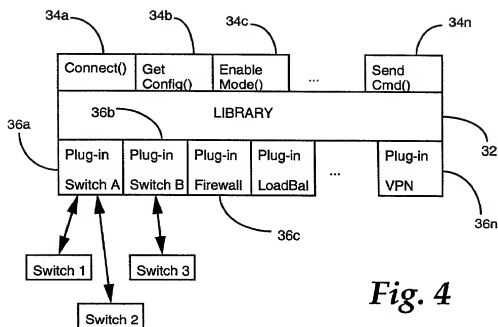 34a 34b 34c 34n
Connect() Get Enable ... Send
Config() Mode() Cmd()
36b LIBRARY
36a 32
Plug-in Plug-in Plug-in Plug-in ... Plug-in
Switch A Switch B Firewall LoadBal VPN
36c 36n
Switch 1 Switch 3
Switch 2
Fig. 4